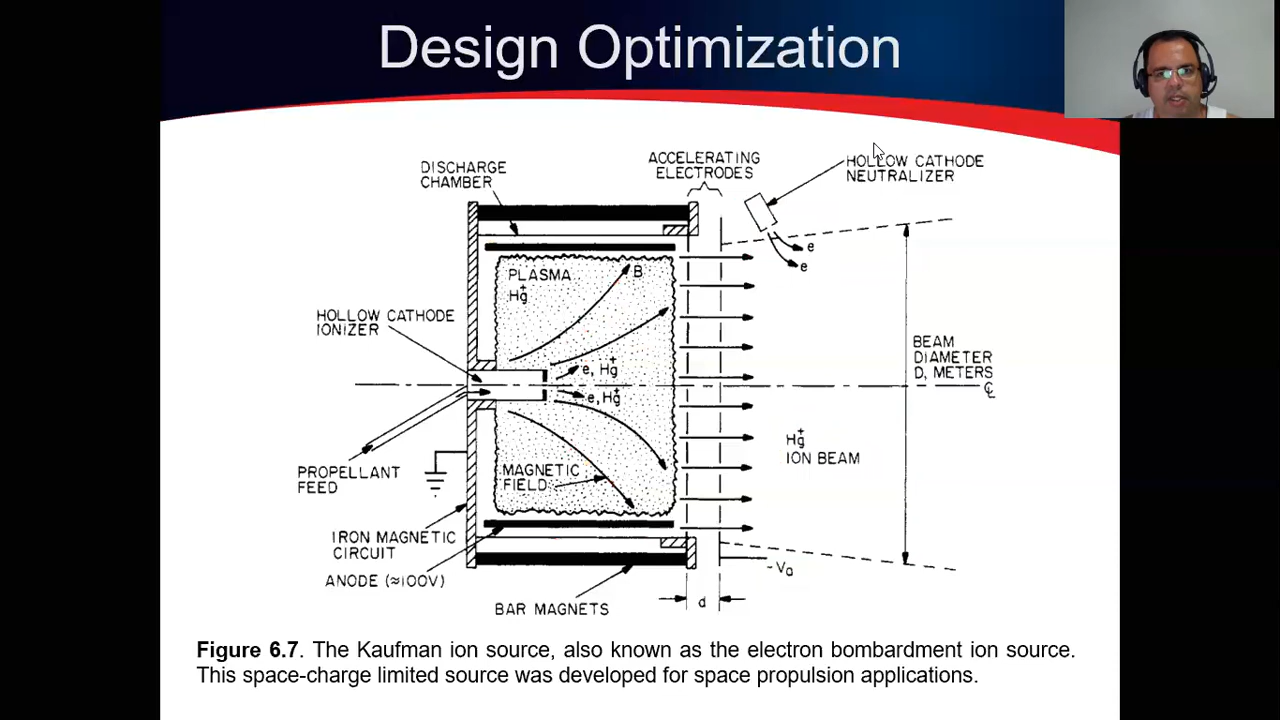 Design Optimization
DISCHARGE
CHAMBER
ACCELERATING
ELECTRODES
HOLLOW CATHODE
NEUTRALIZER
e
e
PLASMA
Hg+
B
HOLLOW CATHODE
IONIZER
e, Hg+
e, Hg+
BEAM
DIAMETER
D, METERS
℄
Hg+
ION BEAM
PROPELLANT
FEED
MAGNETIC
FIELD
IRON MAGNETIC
CIRCUIT
ANODE (≈100V)
BAR MAGNETS
-Va
d
Figure 6.7. The Kaufman ion source, also known as the electron bombardment ion source.
This space-charge limited source was developed for space propulsion applications.